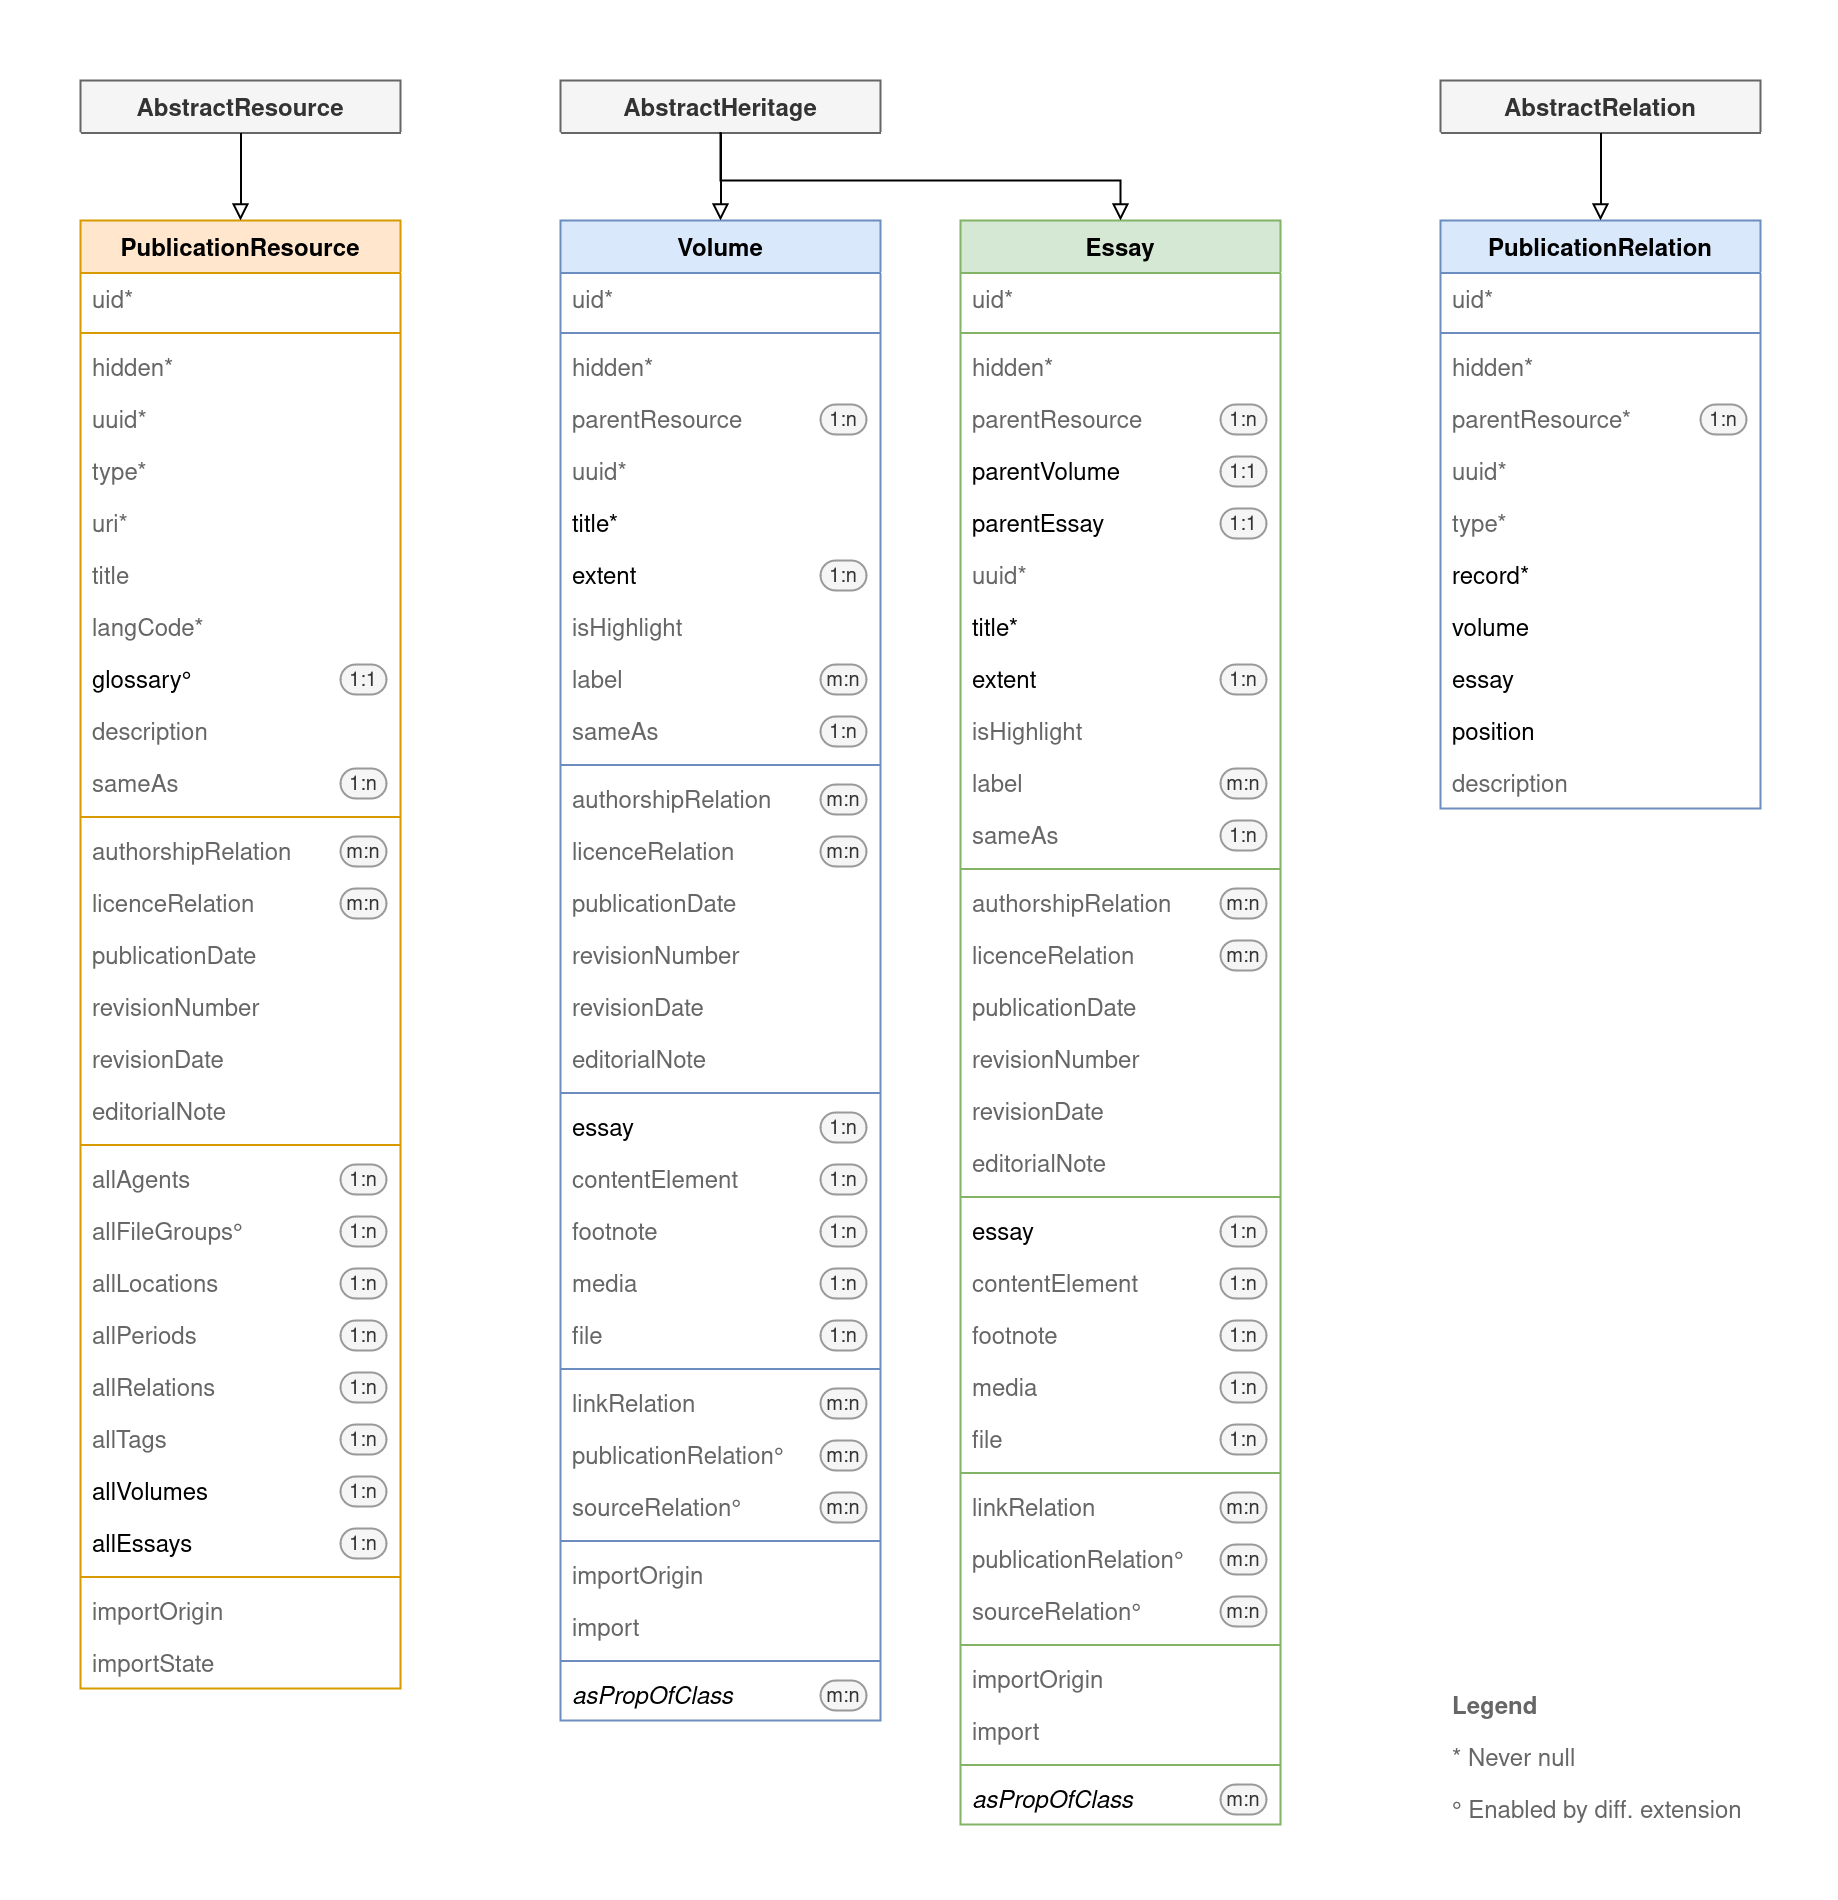 AbstractResource
PublicationResource
uid*
hidden*
uuid*
type*
uri*
title
langCode*
glossary° 1:1
description
sameAs 1:n
authorshipRelation m:n
licenceRelation m:n
publicationDate
revisionNumber
revisionDate
editorialNote
allAgents 1:n
allFileGroups° 1:n
allLocations 1:n
allPeriods 1:n
allRelations 1:n
allTags 1:n
allVolumes 1:n
allEssays 1:n
importOrigin
importState
AbstractHeritage
Volume
uid*
hidden*
parentResource 1:n
uuid*
title*
extent 1:n
isHighlight
label m:n
sameAs 1:n
authorshipRelation m:n
licenceRelation m:n
publicationDate
revisionNumber
revisionDate
editorialNote
essay 1:n
contentElement 1:n
footnote 1:n
media 1:n
file 1:n
linkRelation m:n
publicationRelation° m:n
sourceRelation° m:n
importOrigin
import
asPropOfClass m:n
Essay
uid*
hidden*
parentResource 1:n
parentVolume 1:1
parentEssay 1:1
uuid*
title*
extent 1:n
isHighlight
label m:n
sameAs 1:n
authorshipRelation m:n
licenceRelation m:n
publicationDate
revisionNumber
revisionDate
editorialNote
essay 1:n
contentElement 1:n
footnote 1:n
media 1:n
file 1:n
linkRelation m:n
publicationRelation° m:n
sourceRelation° m:n
importOrigin
import
asPropOfClass m:n
AbstractRelation
PublicationRelation
uid*
hidden*
parentResource* 1:n
uuid*
type*
record*
volume
essay
position
description
Legend
* Never null
° Enabled by diff. extension